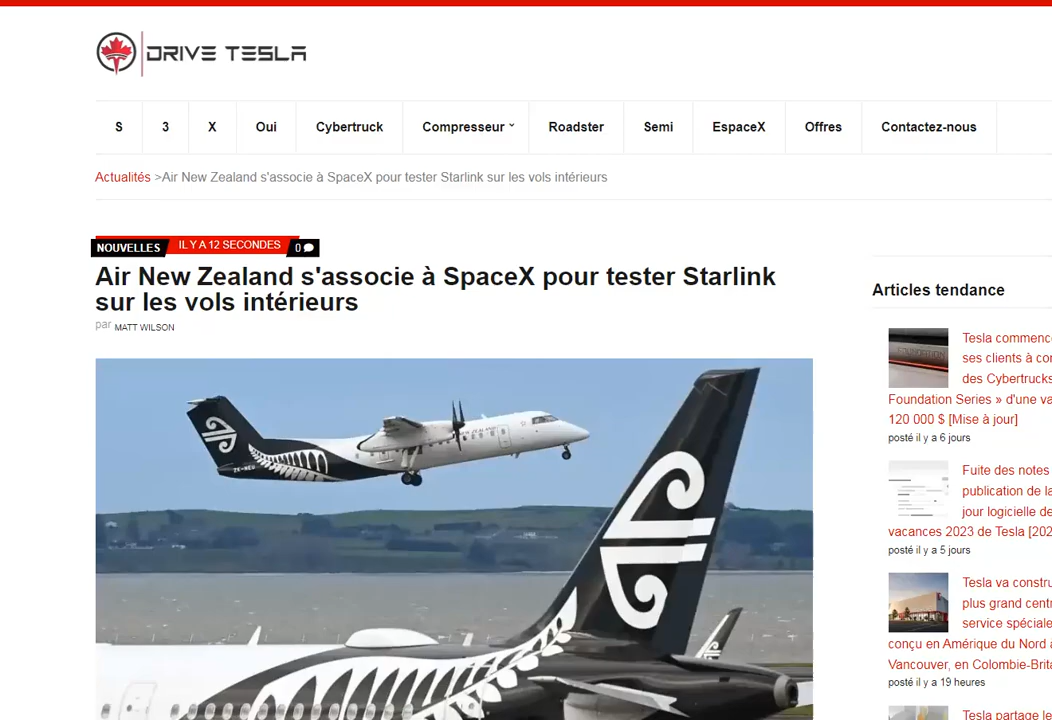 DRIVE TESLA
S 3 X Oui Cybertruck Compresseur Roadster Semi EspaceX Offres Contactez-nous
Actualités >Air New Zealand s'associe à SpaceX pour tester Starlink sur les vols intérieurs
NOUVELLES IL Y A 12 SECONDES 0
Air New Zealand s'associe à SpaceX pour tester Starlink
sur les vols intérieurs
par MATT WILSON
ZK-NEU
Articles tendance
Tesla commence
ses clients à co
des Cybertrucks
Foundation Series » d'une va
120 000 $ [Mise à jour]
posté il y a 6 jours
Fuite des notes
publication de la
jour logicielle de
vacances 2023 de Tesla [202
posté il y a 5 jours
Tesla va constru
plus grand centr
service spéciale
conçu en Amérique du Nord à
Vancouver, en Colombie-Brita
posté il y a 19 heures
Tesla partage le